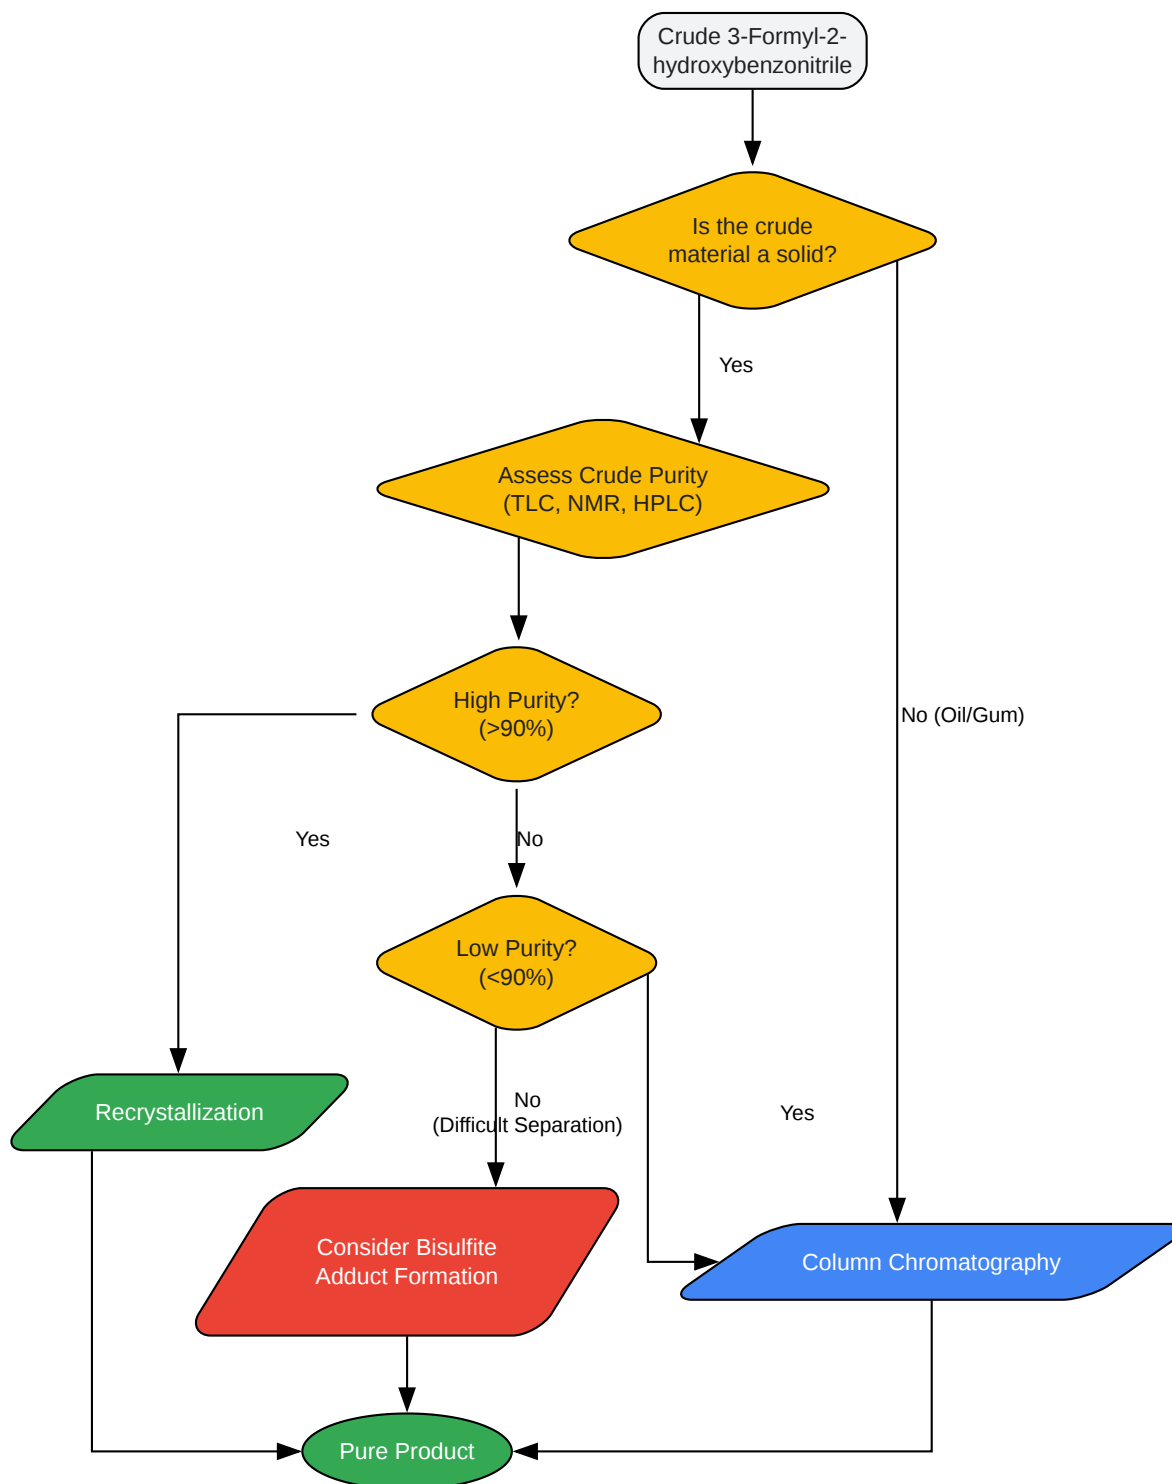 Crude 3-Formyl-2-
hydroxybenzonitrile
Is the crude
material a solid?
Yes
Assess Crude Purity
(TLC, NMR, HPLC)
High Purity?
(>90%)
No (Oil/Gum)
Yes
No
Low Purity?
(<90%)
No
(Difficult Separation)
Yes
Recrystallization
Consider Bisulfite
Adduct Formation
Column Chromatography
Pure Product